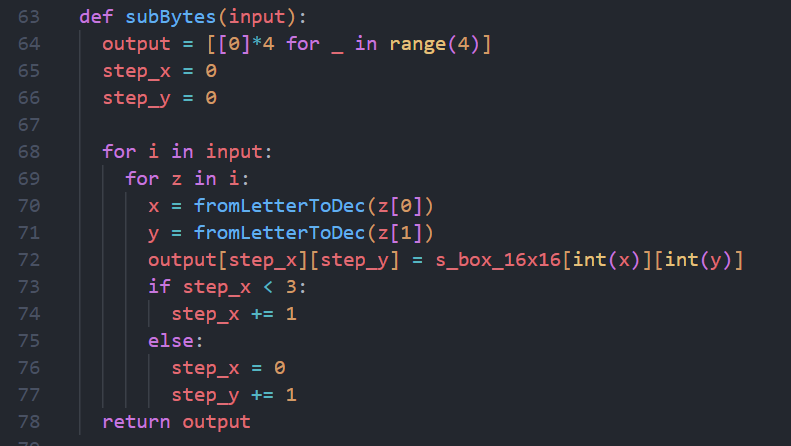 63 def subBytes(input):
64 output = [[0]*4 for _ in range(4)]
65 step_x = 0
66 step_y = 0
67
68 for i in input:
69 for z in i:
70 x = fromLetterToDec(z[0])
71 y = fromLetterToDec(z[1])
72 output[step_x][step_y] = s_box_16x16[int(x)][int(y)]
73 if step_x < 3:
74 step_x += 1
75 else:
76 step_x = 0
77 step_y += 1
78 return output